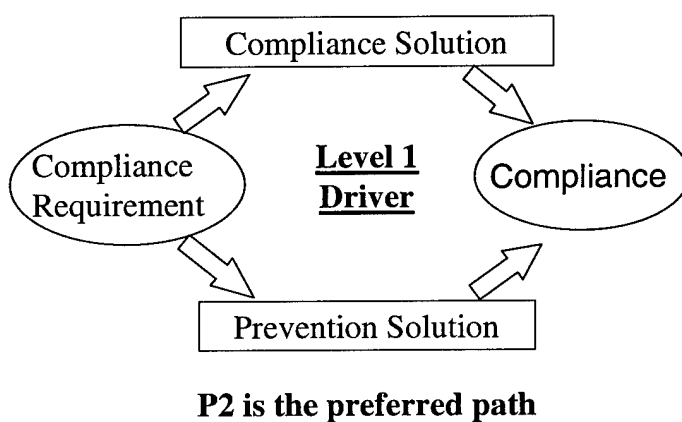 Compliance Solution
Compliance
Requirement
Level 1
Driver
Compliance
Prevention Solution
P2 is the preferred path